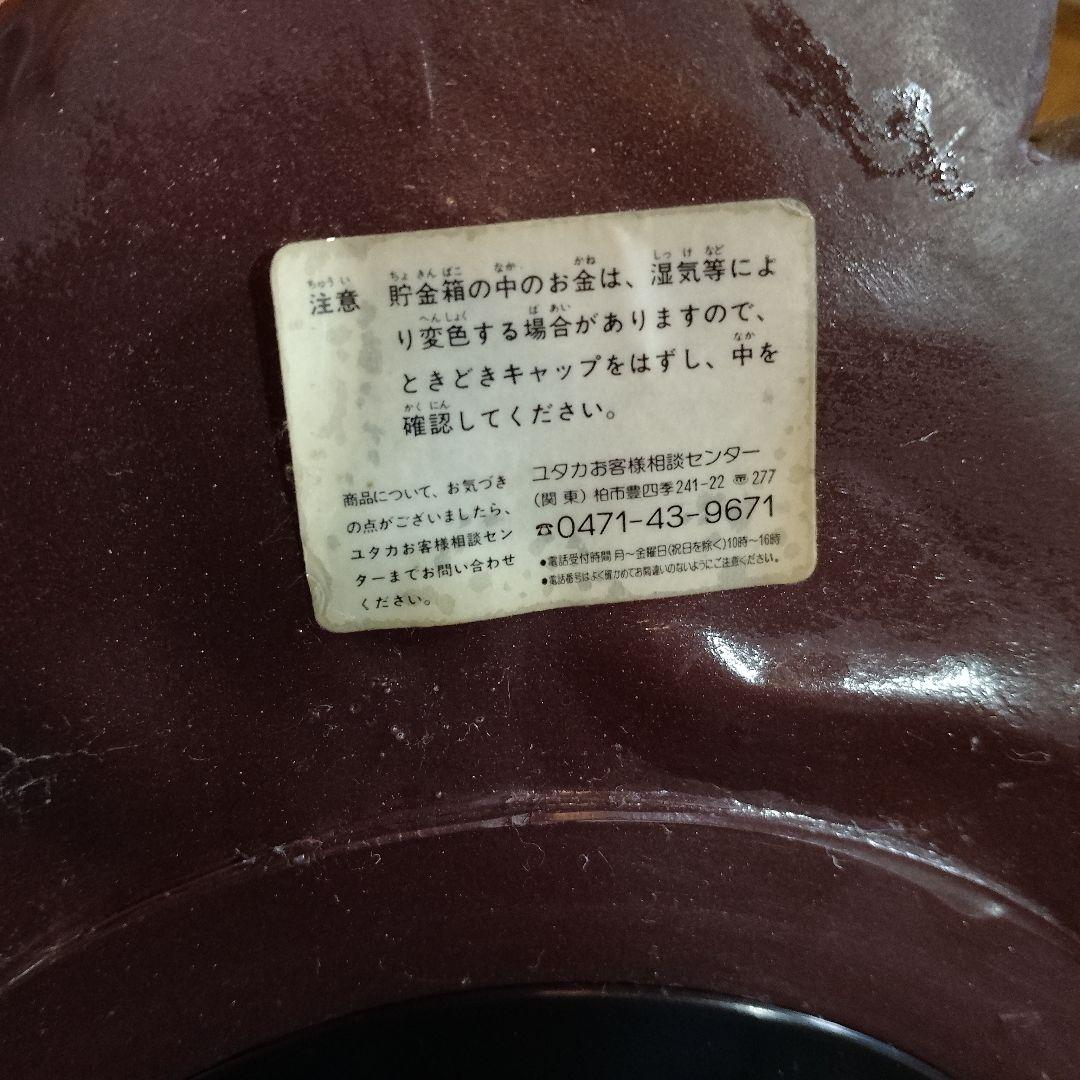 注意 貯金箱の中のお金は、湿気等によ
り変色する場合がありますので、
ときどきキャップをはずし、中を
確認してください。
商品について、お気づき
の点がございましたら、
ユタカお客様相談セン
ターまでお問い合わせ
ください。
ユタカお客様相談センター
(関 東) 柏市豊四季241-22 〠 277
☎0471-43-9671
●電話受付時間 月〜金曜日(祝日を除く)10時〜16時
●電話番号はよく確かめてお間違いのないようにご注意ください。